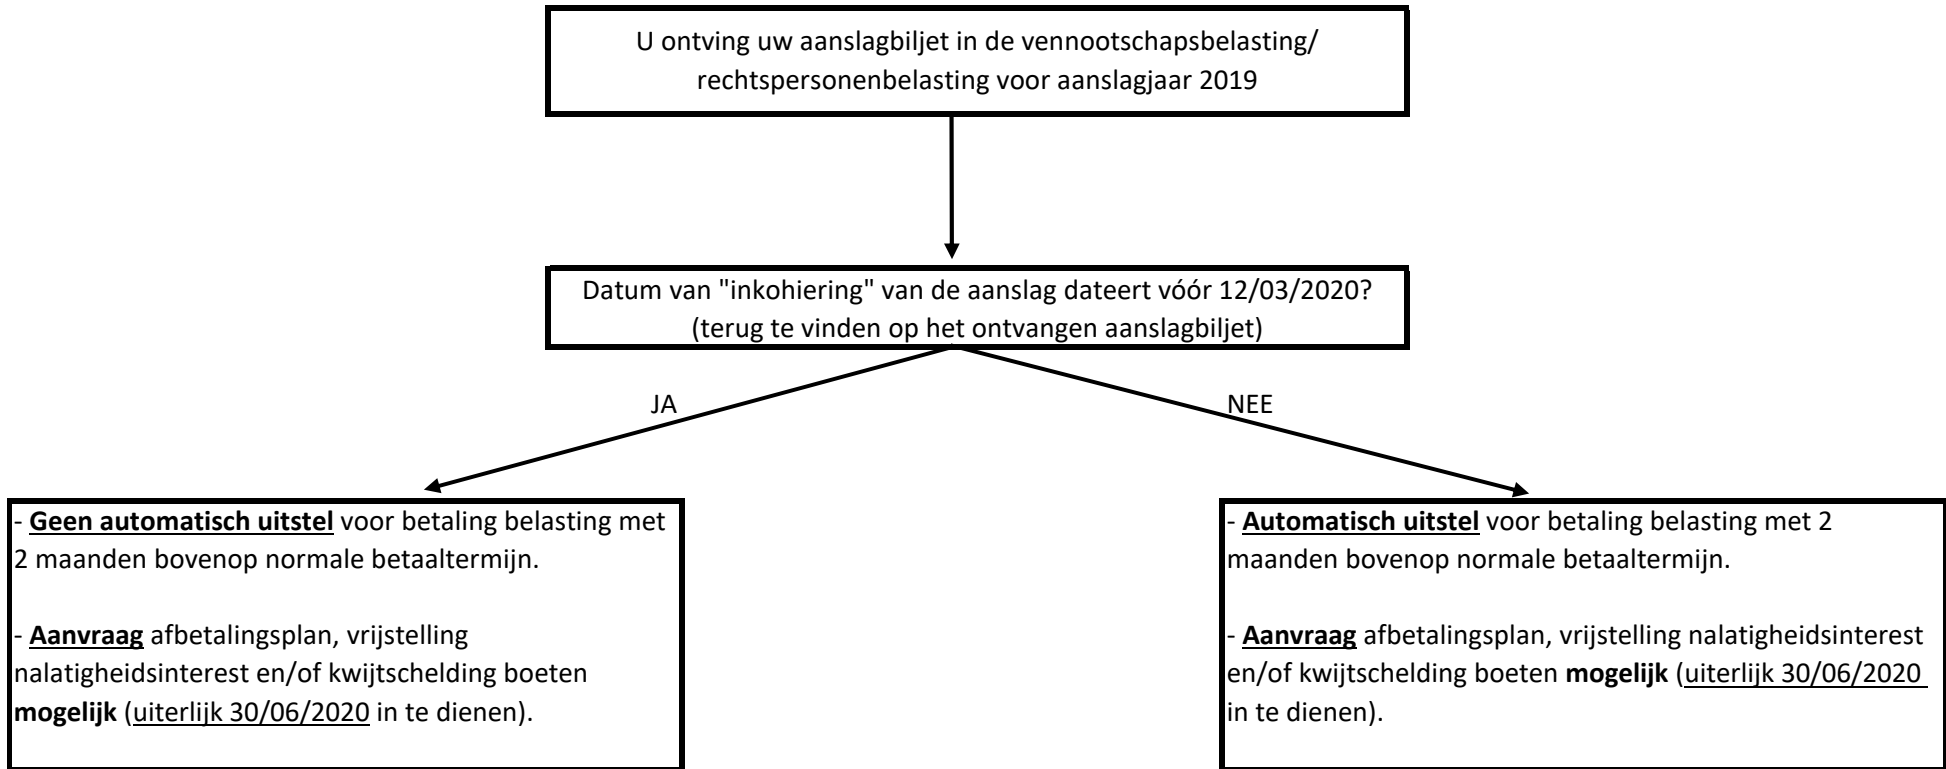 U ontving uw aanslagbiljet in de vennootschapsbelasting/
rechtspersonenbelasting voor aanslagjaar 2019
Datum van "inkohiering" van de aanslag dateert vóór 12/03/2020?
(terug te vinden op het ontvangen aanslagbiljet)
JA
NEE
- Geen automatisch uitstel voor betaling belasting met
2 maanden bovenop normale betaaltermijn.
- Aanvraag afbetalingsplan, vrijstelling
nalatigheidsinterest en/of kwijtschelding boeten
mogelijk (uiterlijk 30/06/2020 in te dienen).
- Automatisch uitstel voor betaling belasting met 2
maanden bovenop normale betaaltermijn.
- Aanvraag afbetalingsplan, vrijstelling nalatigheidsinterest
en/of kwijtschelding boeten mogelijk (uiterlijk 30/06/2020
in te dienen).